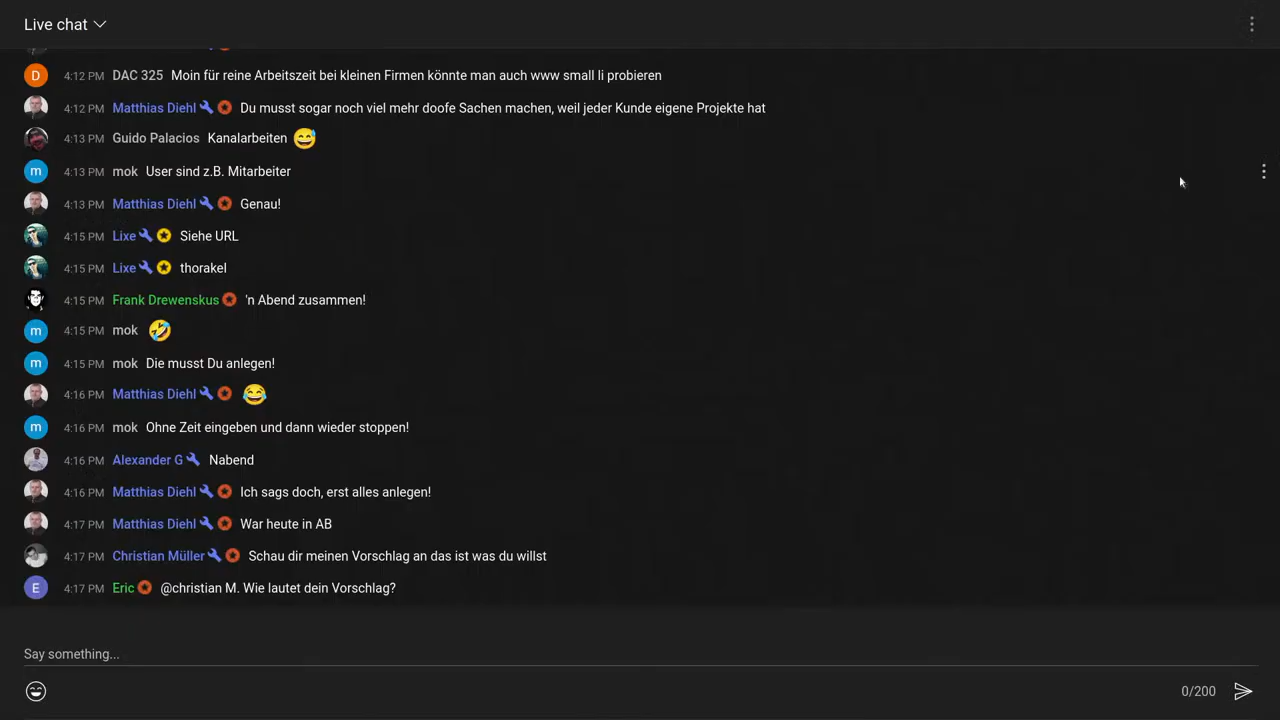 Live chat
4:12 PM DAC 325 Moin für reine Arbeitszeit bei kleinen Firmen könnte man auch www small li probieren
4:12 PM Matthias Diehl Du musst sogar noch viel mehr doofe Sachen machen, weil jeder Kunde eigene Projekte hat
4:13 PM Guido Palacios Kanalarbeiten 😅
4:13 PM mok User sind z.B. Mitarbeiter
4:13 PM Matthias Diehl Genau!
4:15 PM Lixe Siehe URL
4:15 PM Lixe thorakel
4:15 PM Frank Drewenskus 'n Abend zusammen!
4:15 PM mok 🤣
4:15 PM mok Die musst Du anlegen!
4:16 PM Matthias Diehl 😂
4:16 PM mok Ohne Zeit eingeben und dann wieder stoppen!
4:16 PM Alexander G Nabend
4:16 PM Matthias Diehl Ich sags doch, erst alles anlegen!
4:17 PM Matthias Diehl War heute in AB
4:17 PM Christian Müller Schau dir meinen Vorschlag an das ist was du willst
4:17 PM Eric @christian M. Wie lautet dein Vorschlag?
Say something...
0/200